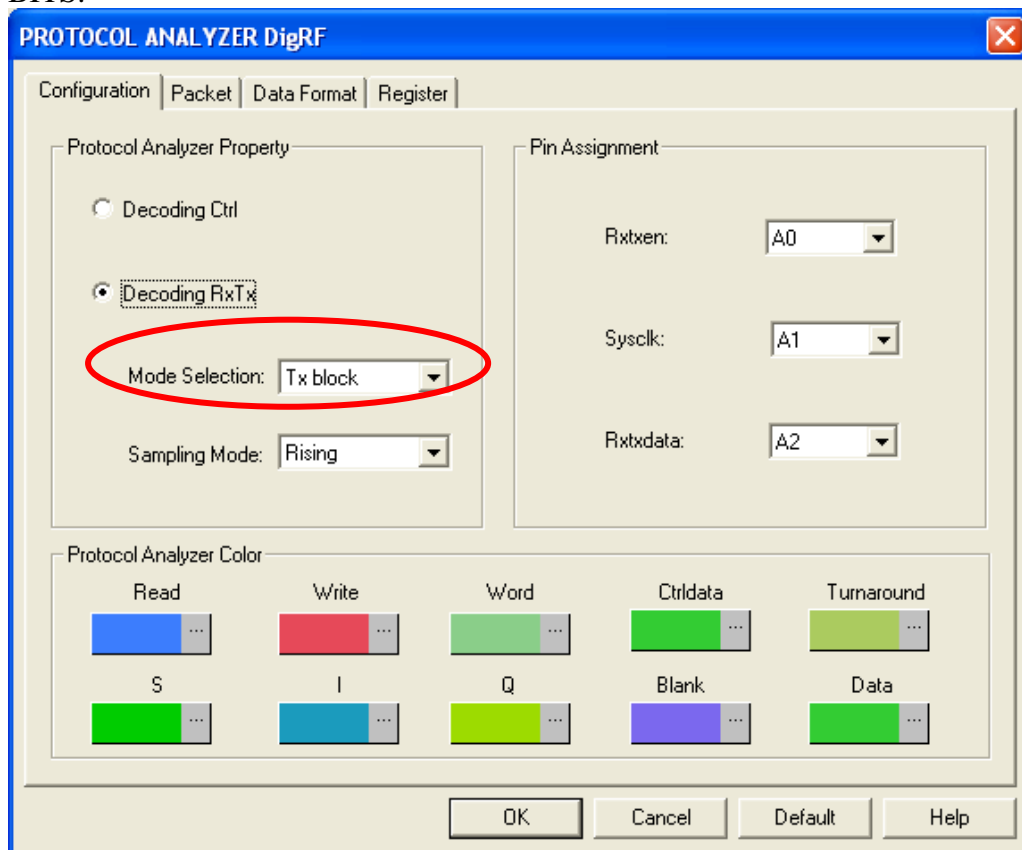 BITS.
PROTOCOL ANALYZER DigRF
Configuration Packet Data Format Register
Protocol Analyzer Property
Decoding Ctrl
Decoding RxTx
Mode Selection: Tx block
Sampling Mode: Rising
Pin Assignment
Rxtxen: A0
Sysclk: A1
Rxtxdata: A2
Protocol Analyzer Color
Read Write Word Ctrldata Turnaround
... ... ... ... ...
S I Q Blank Data
... ... ... ... ...
OK Cancel Default Help